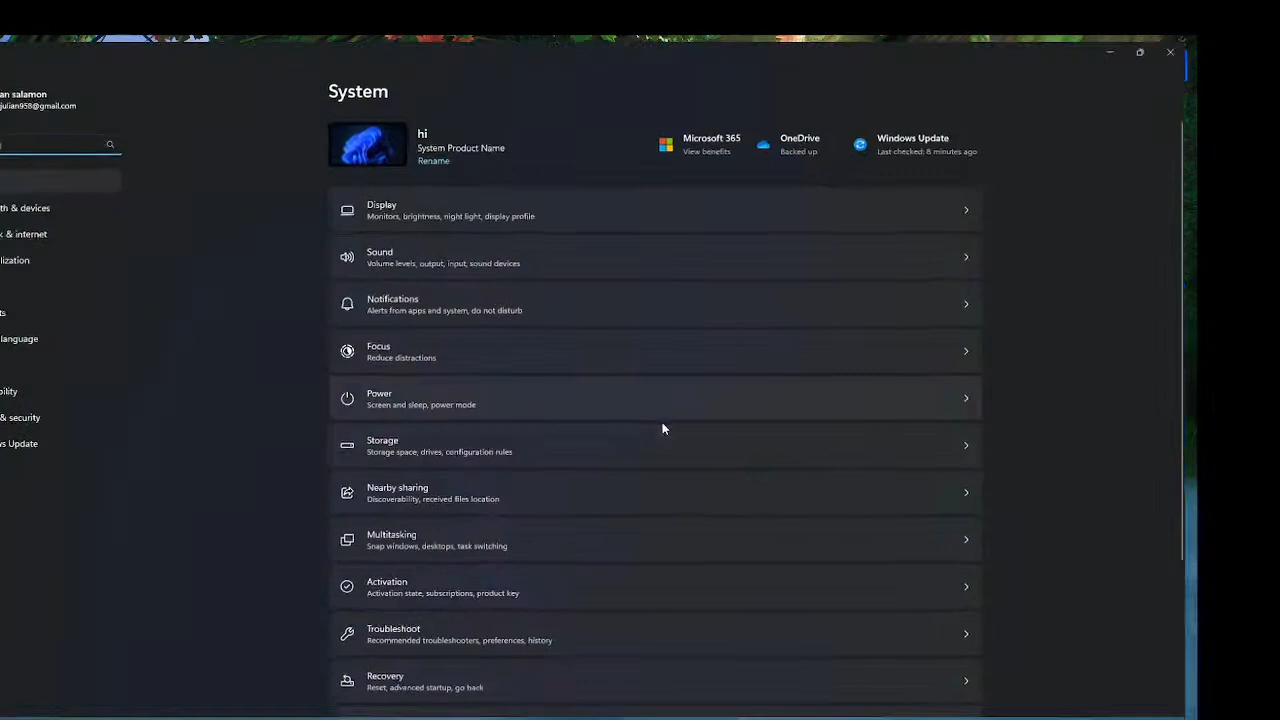 System
an salamon
julian958@gmail.com
hi
System Product Name
Rename
Microsoft 365
View benefits
OneDrive
Backed up
Windows Update
Last checked: 8 minutes ago
th & devices
k & internet
lization
ts
language
bility
& security
ws Update
Display
Monitors, brightness, night light, display profile
Sound
Volume levels, output, input, sound devices
Notifications
Alerts from apps and system, do not disturb
Focus
Reduce distractions
Power
Screen and sleep, power mode
Storage
Storage space, drives, configuration rules
Nearby sharing
Discoverability, received files location
Multitasking
Snap windows, desktops, task switching
Activation
Activation state, subscriptions, product key
Troubleshoot
Recommended troubleshooters, preferences, history
Recovery
Reset, advanced startup, go back